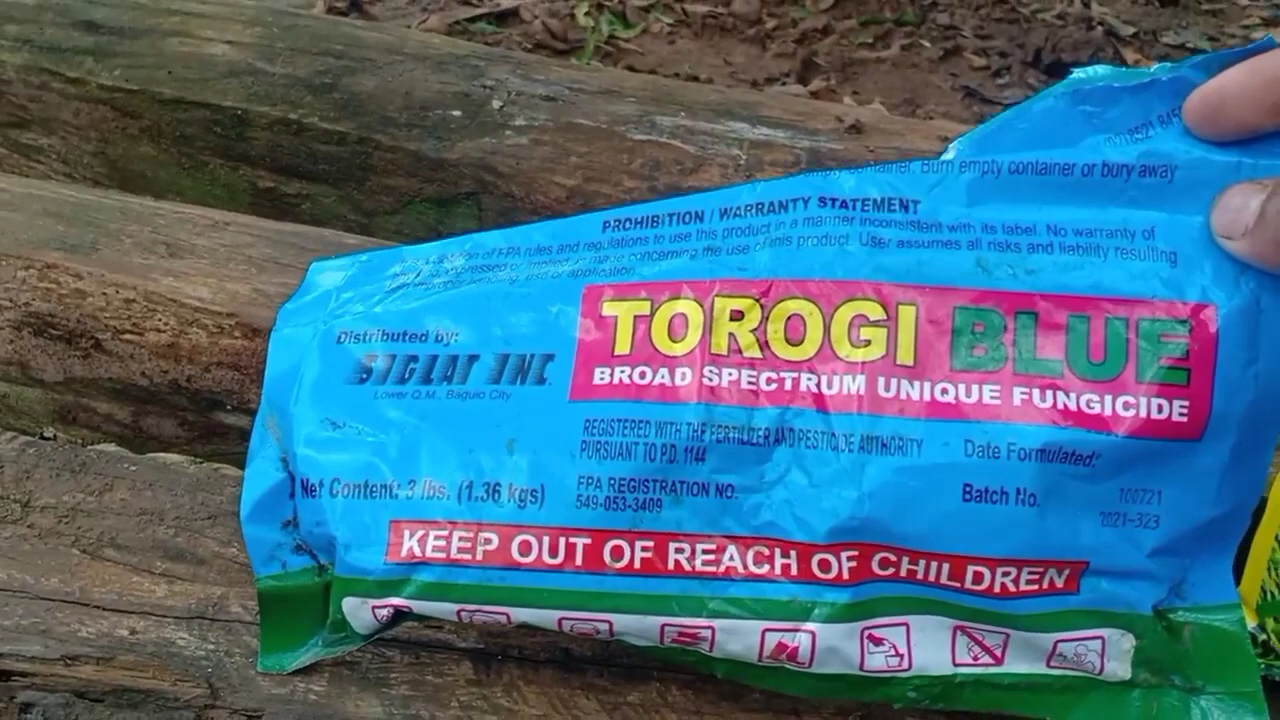 (02) 8521 845
container. Burn empty container or bury away
PROHIBITION / WARRANTY STATEMENT
of FPA rules and regulations to use this product in a manner inconsistent with its label. No warranty of
expressed or implied, is made concerning the use of this product. User assumes all risks and liability resulting
improper handling, use or application.
Distributed by:
SIGLAT INC.
Lower Q.M., Baguio City
TOROGI BLUE
BROAD SPECTRUM UNIQUE FUNGICIDE
REGISTERED WITH THE FERTILIZER AND PESTICIDE AUTHORITY
PURSUANT TO P.D. 1144
Date Formulated:
Net Content: 3 lbs. (1.36 kgs)
FPA REGISTRATION NO.
549-053-3409
Batch No.
100721
2021-323
KEEP OUT OF REACH OF CHILDREN